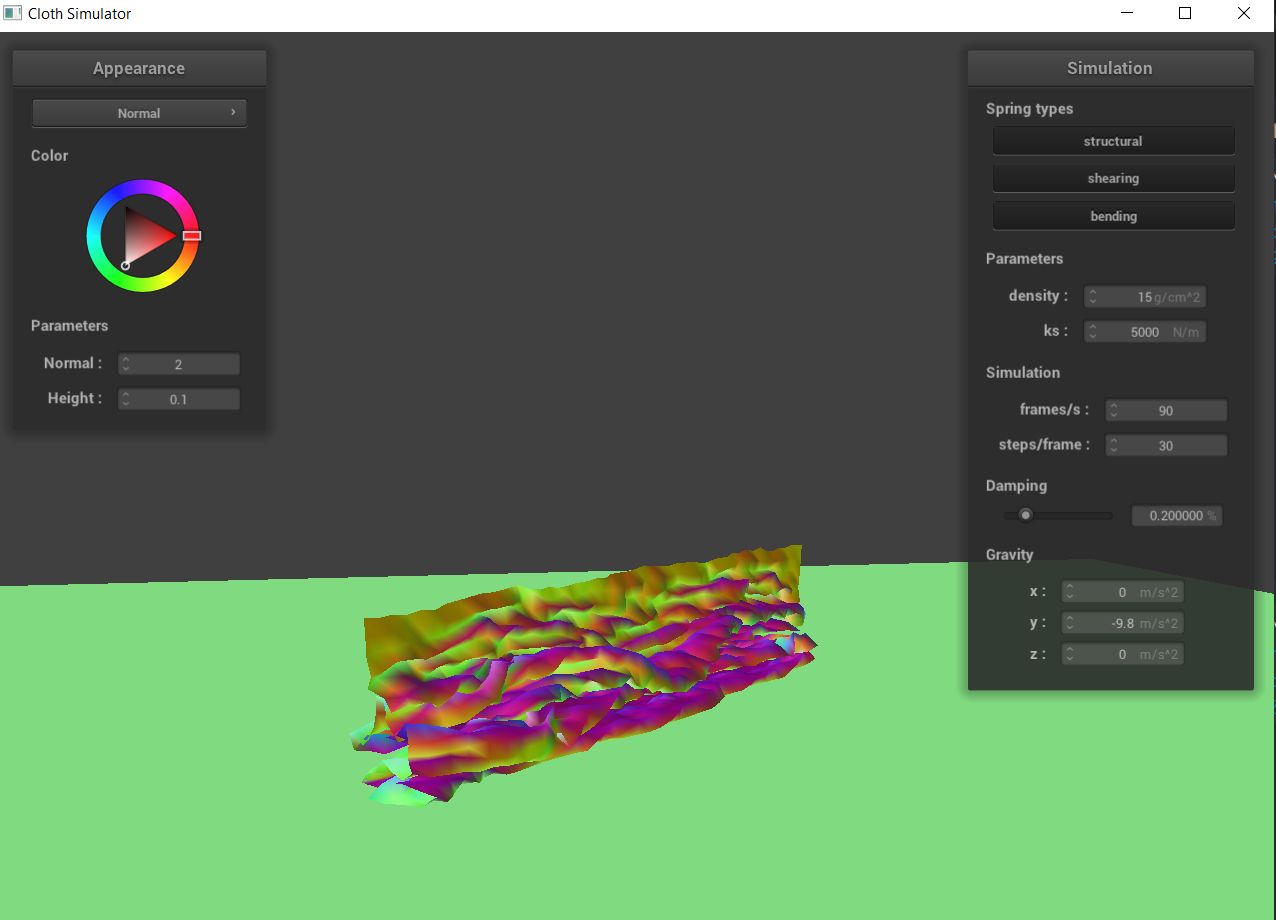 Cloth Simulator
Appearance
Normal
Color
Parameters
Normal : 2
Height : 0.1
Simulation
Spring types
structural
shearing
bending
Parameters
density : 15 g/cm^2
ks : 5000 N/m
Simulation
frames/s : 90
steps/frame : 30
Damping
0.200000 %
Gravity
x : 0 m/s^2
y : -9.8 m/s^2
z : 0 m/s^2